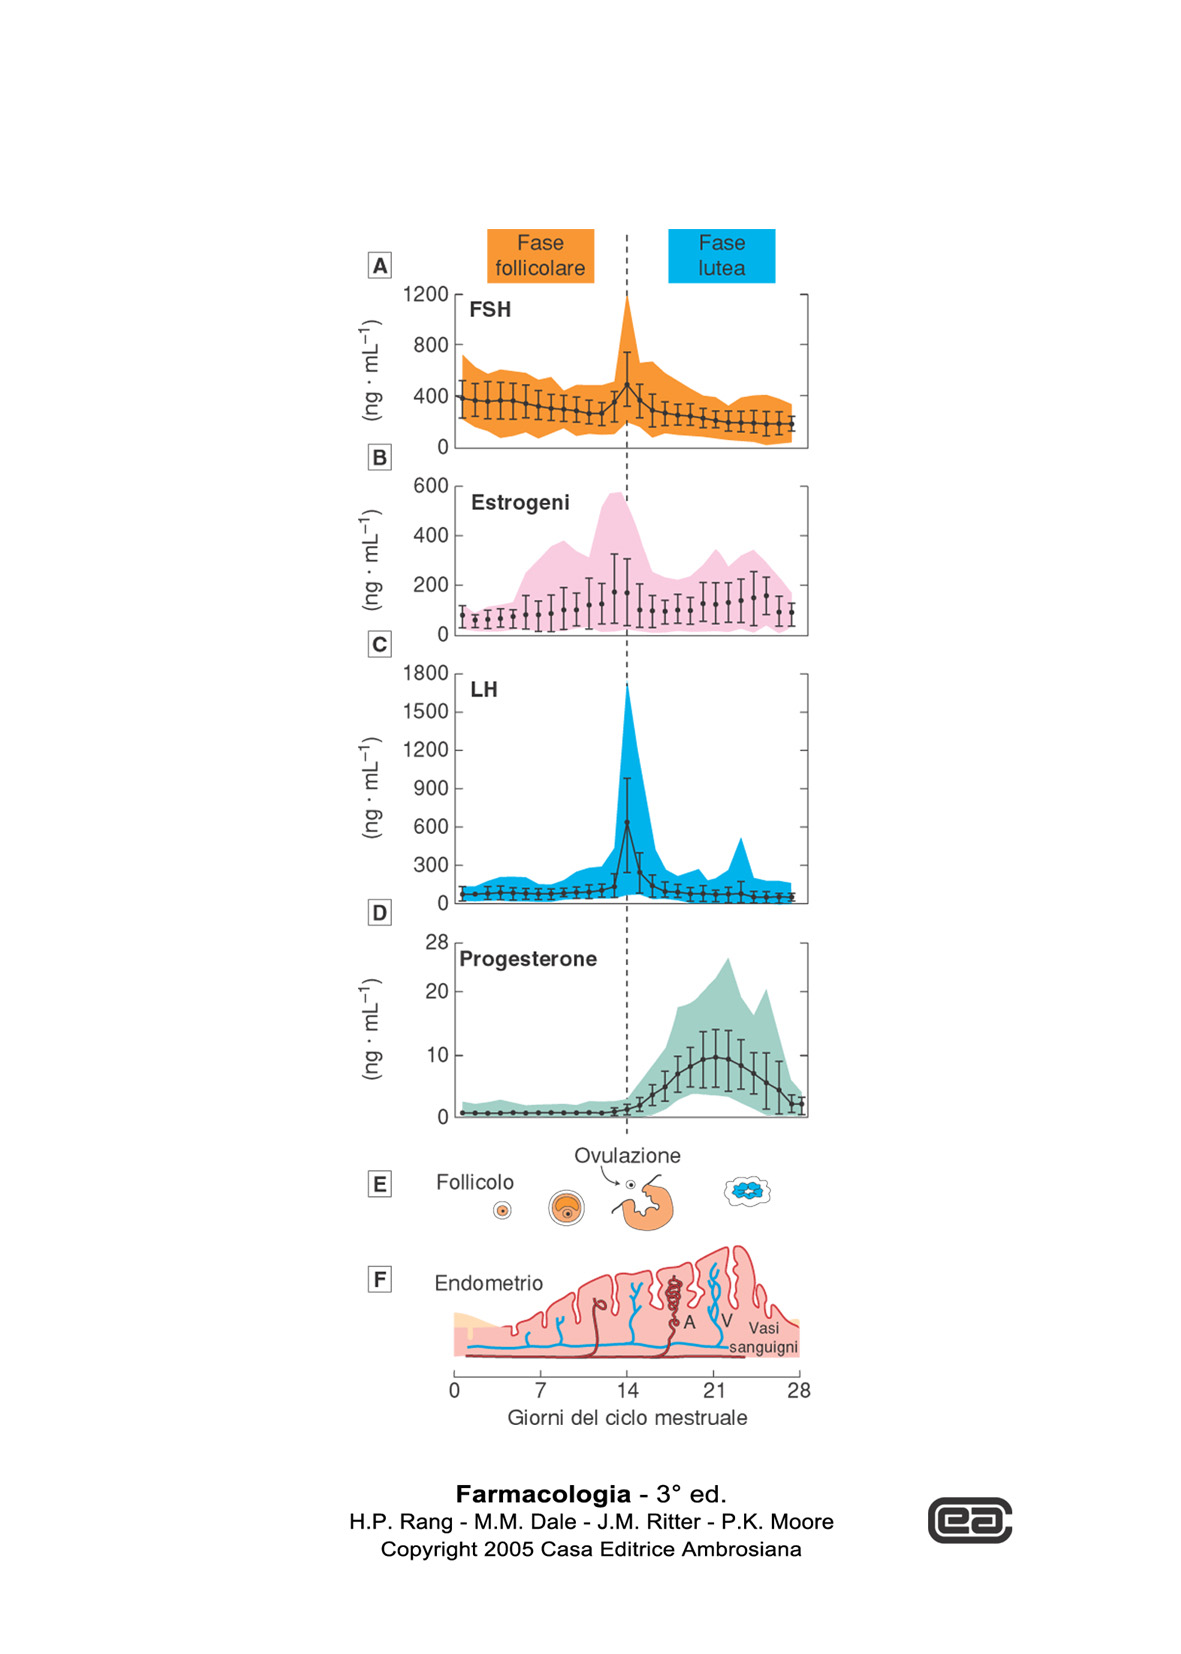 Fase
follicolare
Fase
lutea
A
FSH
(ng · mL⁻¹)
1200
800
400
0
B
Estrogeni
(ng · mL⁻¹)
600
400
200
0
C
LH
(ng · mL⁻¹)
1800
1500
1200
900
600
300
0
D
Progesterone
(ng · mL⁻¹)
28
20
10
0
Ovulazione
E
Follicolo
F
Endometrio
A
V
Vasi
sanguigni
0 7 14 21 28
Giorni del ciclo mestruale
Farmacologia - 3° ed.
H.P. Rang - M.M. Dale - J.M. Ritter - P.K. Moore
Copyright 2005 Casa Editrice Ambrosiana
ea